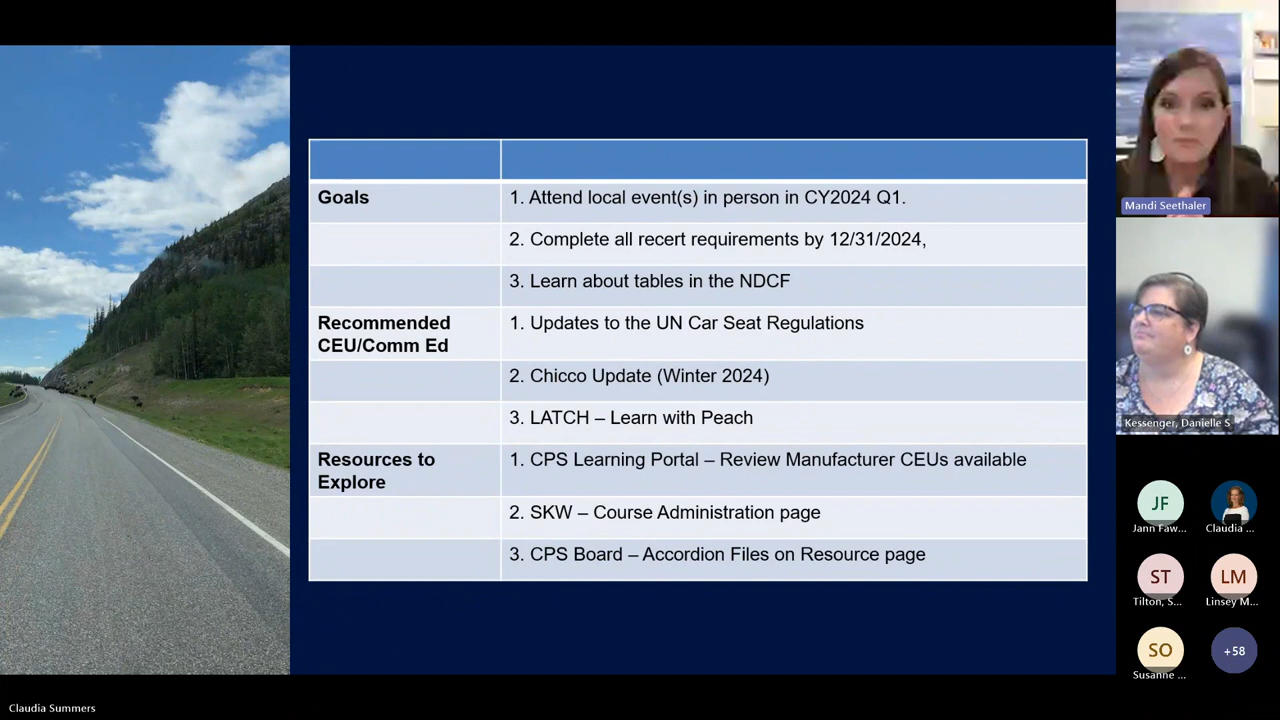 Goals
1. Attend local event(s) in person in CY2024 Q1.
2. Complete all recert requirements by 12/31/2024,
3. Learn about tables in the NDCF
Recommended
CEU/Comm Ed
1. Updates to the UN Car Seat Regulations
2. Chicco Update (Winter 2024)
3. LATCH – Learn with Peach
Resources to
Explore
1. CPS Learning Portal – Review Manufacturer CEUs available
2. SKW – Course Administration page
3. CPS Board – Accordion Files on Resource page
Mandi Seethaler
Kessenger, Danielle S
JF
Jann Faw...
Claudia ...
ST
Tilton, S...
LM
Linsey M...
SO
Susanne ...
+58
Claudia Summers